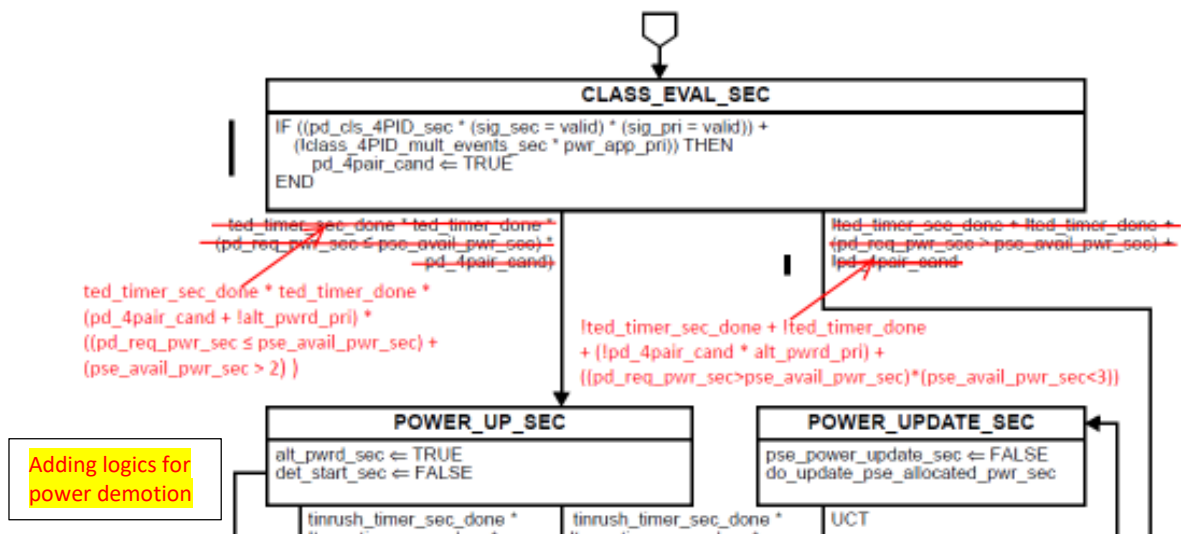 CLASS_EVAL_SEC
IF ((pd_cls_4PID_sec * (sig_sec = valid) * (sig_pri = valid)) +
(!class_4PID_mult_events_sec * pwr_app_pri)) THEN
pd_4pair_cand ⇐ TRUE
END
ted_timer_sec_done * ted_timer_done *
(pd_req_pwr_sec ≤ pse_avail_pwr_sec) *
pd_4pair_cand)
!ted_timer_sec_done + !ted_timer_done +
(pd_req_pwr_sec > pse_avail_pwr_sec) +
!pd_4pair_cand
ted_timer_sec_done * ted_timer_done *
(pd_4pair_cand + !alt_pwrd_pri) *
((pd_req_pwr_sec ≤ pse_avail_pwr_sec) +
(pse_avail_pwr_sec > 2) )
!ted_timer_sec_done + !ted_timer_done
+ (!pd_4pair_cand * alt_pwrd_pri) +
((pd_req_pwr_sec>pse_avail_pwr_sec)*(pse_avail_pwr_sec<3))
POWER_UP_SEC
alt_pwrd_sec ⇐ TRUE
det_start_sec ⇐ FALSE
POWER_UPDATE_SEC
pse_power_update_sec ⇐ FALSE
do_update_pse_allocated_pwr_sec
Adding logics for
power demotion
tinrush_timer_sec_done *
tinrush_timer_sec_done *
UCT